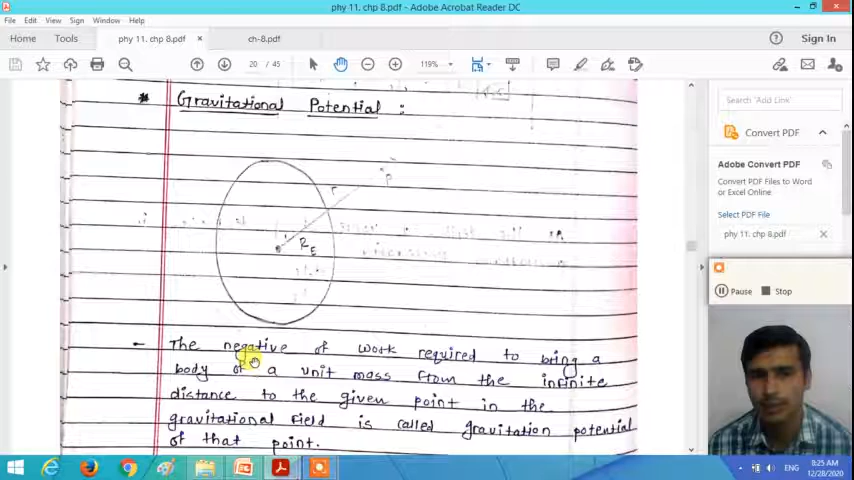 phy 11. chp 8.pdf - Adobe Acrobat Reader DC
File Edit View Sign Window Help
Home Tools phy 11. chp 8.pdf × ch-8.pdf Sign In
20 / 45 119%
* Gravitational Potential :
r P
R_E
- The negative of work required to bring a
body of a unit mass from the infinite
distance to the given point in the
gravitational field is called gravitation potential
of that point.
Search 'Add Link'
Convert PDF
Adobe Convert PDF
Convert PDF Files to Word
or Excel Online
Select PDF File
phy 11. chp 8.pdf ×
Pause Stop
ENG
8:25 AM
12/28/2020